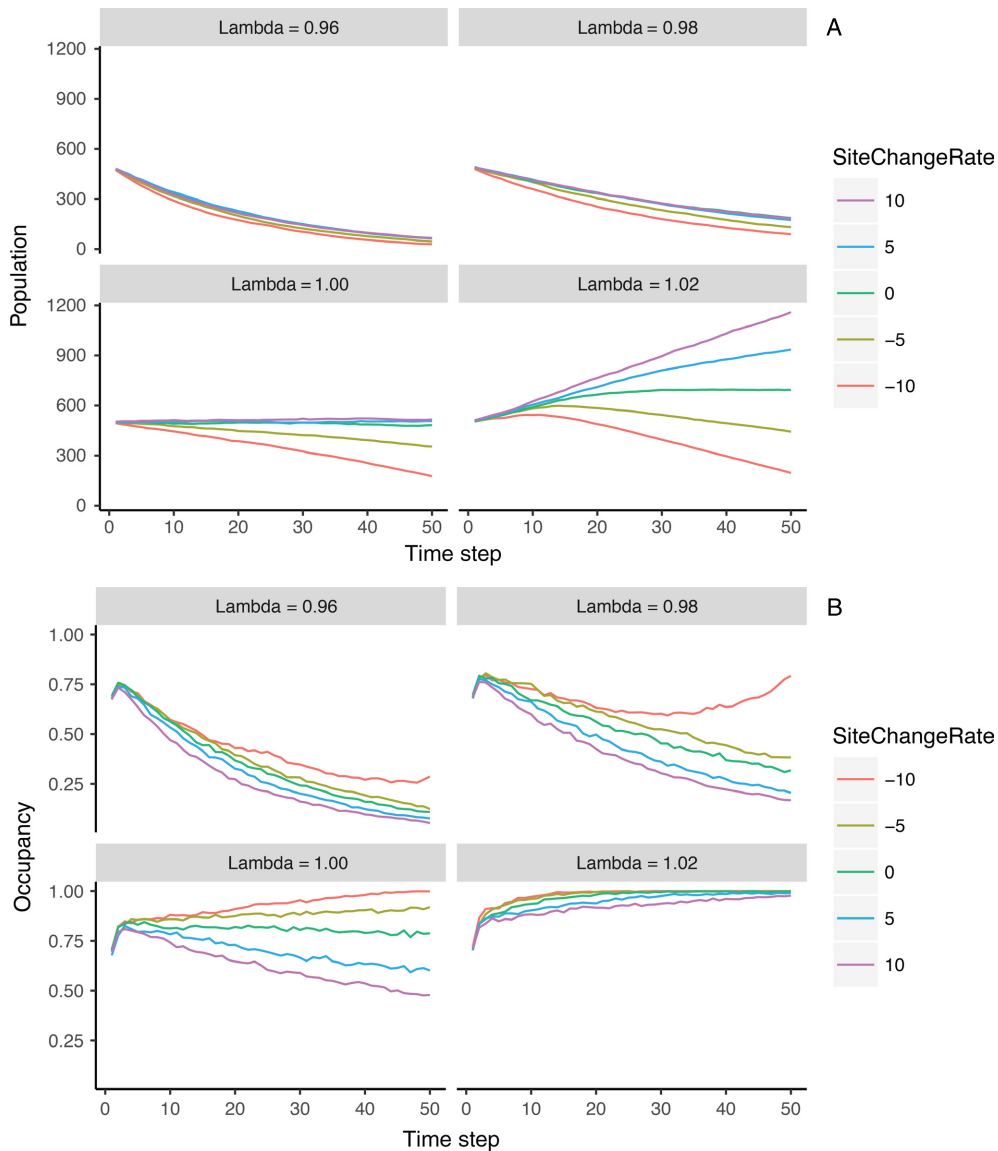 Lambda = 0.96
Lambda = 0.98
A
1200
900
600
300
0
Lambda = 1.00
Lambda = 1.02
1200
900
600
300
0
Population
0 10 20 30 40 50
0 10 20 30 40 50
Time step
SiteChangeRate
10
5
0
−5
−10
Lambda = 0.96
Lambda = 0.98
B
1.00
0.75
0.50
0.25
Lambda = 1.00
Lambda = 1.02
1.00
0.75
0.50
0.25
Occupancy
0 10 20 30 40 50
0 10 20 30 40 50
Time step
SiteChangeRate
−10
−5
0
5
10